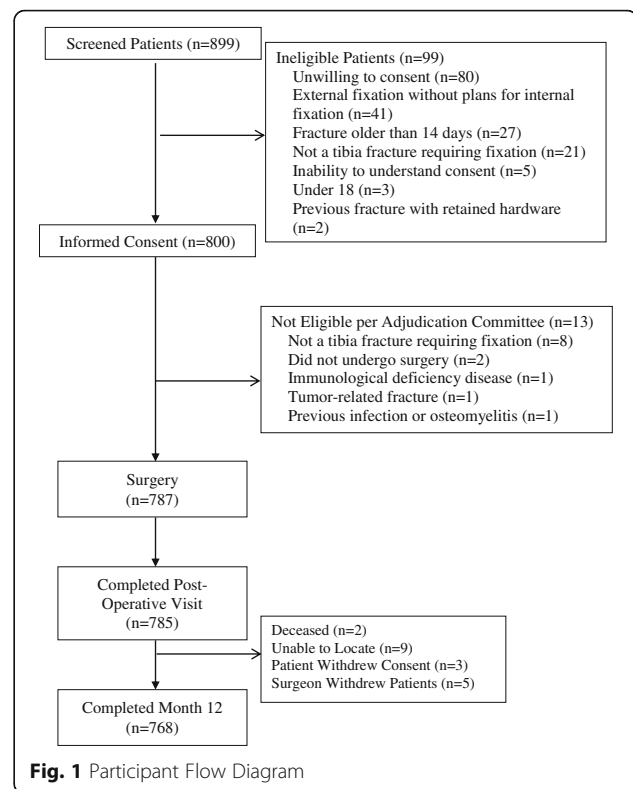 Screened Patients (n=899)
Ineligible Patients (n=99)
Unwilling to consent (n=80)
External fixation without plans for internal
fixation (n=41)
Fracture older than 14 days (n=27)
Not a tibia fracture requiring fixation (n=21)
Inability to understand consent (n=5)
Under 18 (n=3)
Previous fracture with retained hardware
(n=2)
Informed Consent (n=800)
Not Eligible per Adjudication Committee (n=13)
Not a tibia fracture requiring fixation (n=8)
Did not undergo surgery (n=2)
Immunological deficiency disease (n=1)
Tumor-related fracture (n=1)
Previous infection or osteomyelitis (n=1)
Surgery
(n=787)
Completed Post-
Operative Visit
(n=785)
Deceased (n=2)
Unable to Locate (n=9)
Patient Withdrew Consent (n=3)
Surgeon Withdrew Patients (n=5)
Completed Month 12
(n=768)
Fig. 1 Participant Flow Diagram